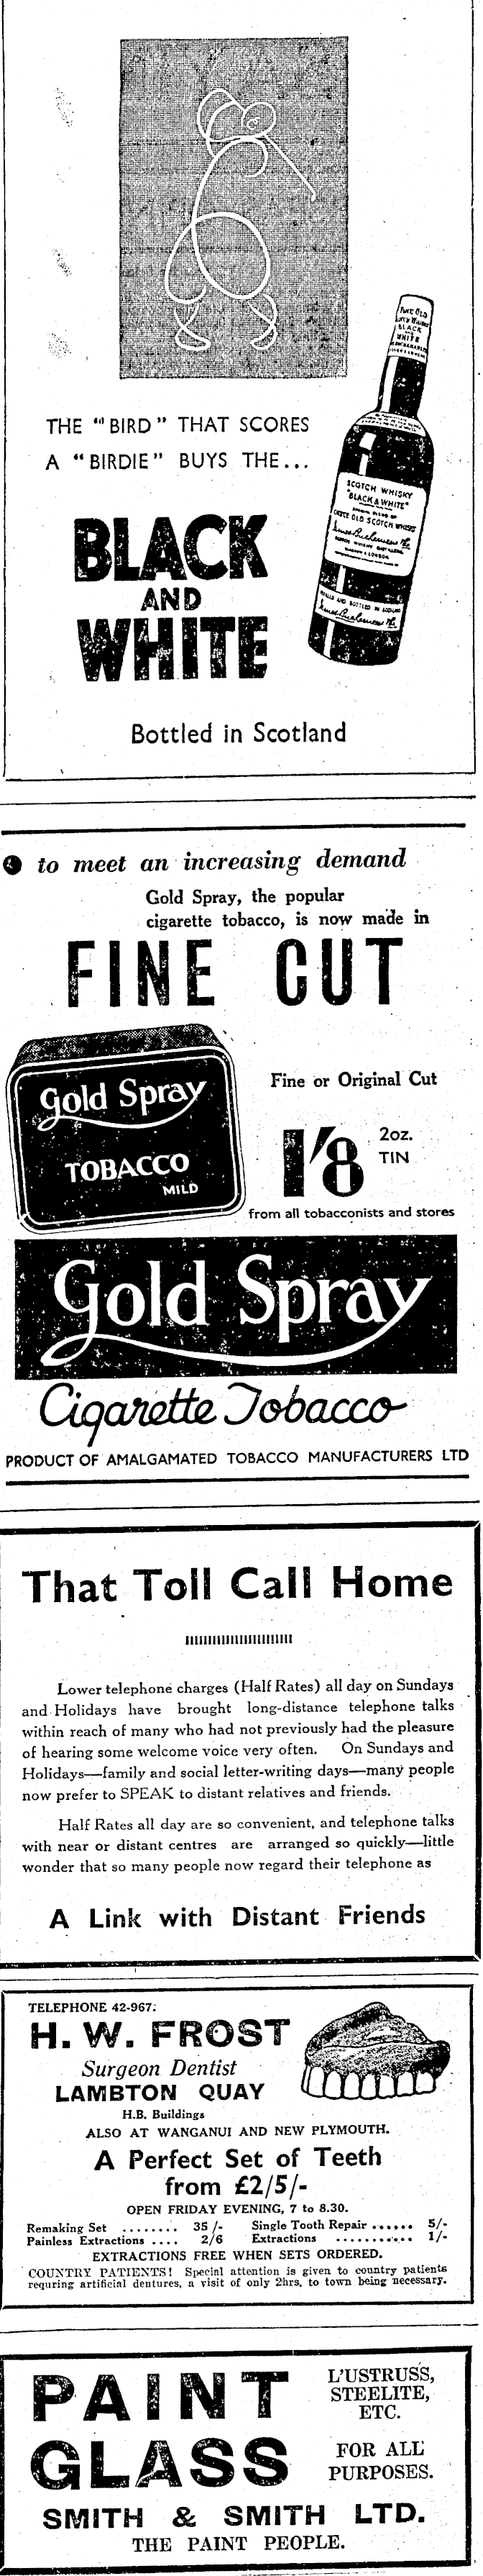 THE "BIRD" THAT SCORES
A "BIRDIE" BUYS THE...
BLACK
AND
WHITE
BLACK
WHITE
SCOTCH WHISKY
"BLACK & WHITE"
CHOICE OLD SCOTCH WHISKY
Bottled in Scotland
to meet an increasing demand
Gold Spray, the popular
cigarette tobacco, is now made in
FINE CUT
Gold Spray
TOBACCO
MILD
Fine or Original Cut
1/8 2oz.
TIN
from all tobacconists and stores
Gold Spray
Cigarette Tobacco
PRODUCT OF AMALGAMATED TOBACCO MANUFACTURERS LTD
That Toll Call Home
Lower telephone charges (Half Rates) all day on Sundays
and Holidays have brought long-distance telephone talks
within reach of many who had not previously had the pleasure
of hearing some welcome voice very often. On Sundays and
Holidays—family and social letter-writing days—many people
now prefer to SPEAK to distant relatives and friends.
Half Rates all day are so convenient, and telephone talks
with near or distant centres are arranged so quickly—little
wonder that so many people now regard their telephone as
A Link with Distant Friends
TELEPHONE 42-967.
H. W. FROST
Surgeon Dentist
LAMBTON QUAY
H.B. Buildings
ALSO AT WANGANUI AND NEW PLYMOUTH.
A Perfect Set of Teeth
from £2/5/-
OPEN FRIDAY EVENING, 7 to 8.30.
Remaking Set ........ 35/- Single Tooth Repair ...... 5/-
Painless Extractions .... 2/6 Extractions ........... 1/-
EXTRACTIONS FREE WHEN SETS ORDERED.
COUNTRY PATIENTS! Special attention is given to country patients
requring artificial dentures, a visit of only 2hrs. to town being necessary.
PAINT
GLASS
L'USTRUSS,
STEELITE,
ETC.
FOR ALL
PURPOSES.
SMITH & SMITH LTD.
THE PAINT PEOPLE.